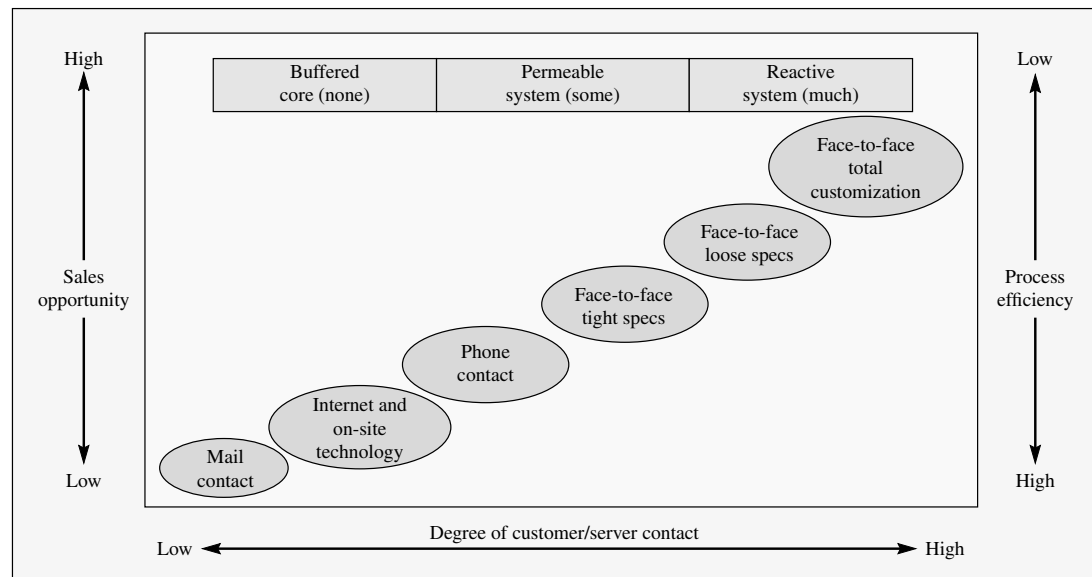 High
Low
Buffered
core (none)
Permeable
system (some)
Reactive
system (much)
Face-to-face
total
customization
Face-to-face
loose specs
Sales
opportunity
Process
efficiency
Face-to-face
tight specs
Phone
contact
Internet and
on-site
technology
Mail
contact
Low
High
Degree of customer/server contact
Low
High